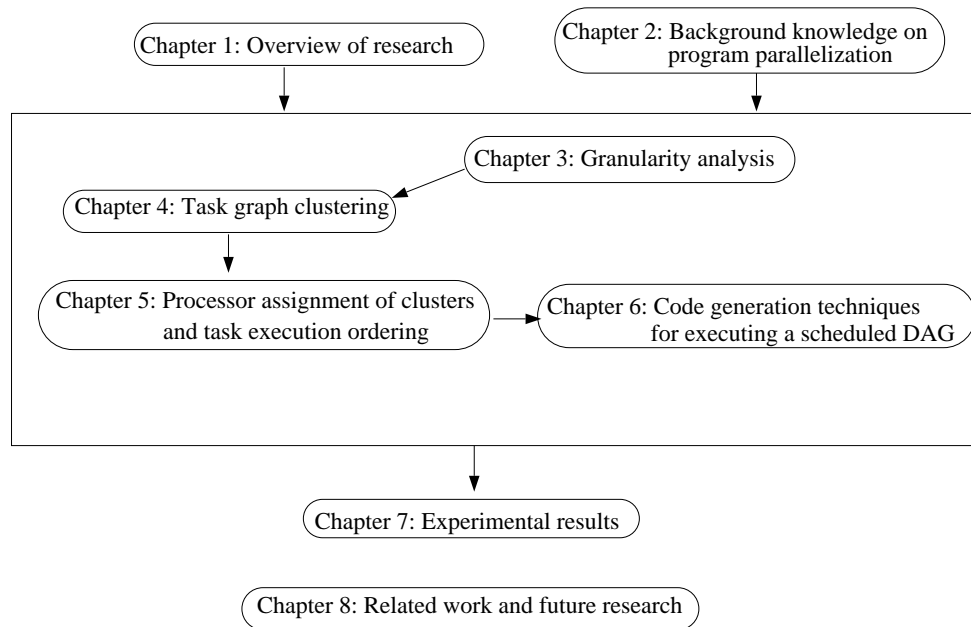 Chapter 1: Overview of research
Chapter 2: Background knowledge on
program parallelization
Chapter 3: Granularity analysis
Chapter 4: Task graph clustering
Chapter 5: Processor assignment of clusters
and task execution ordering
Chapter 6: Code generation techniques
for executing a scheduled DAG
Chapter 7: Experimental results
Chapter 8: Related work and future research